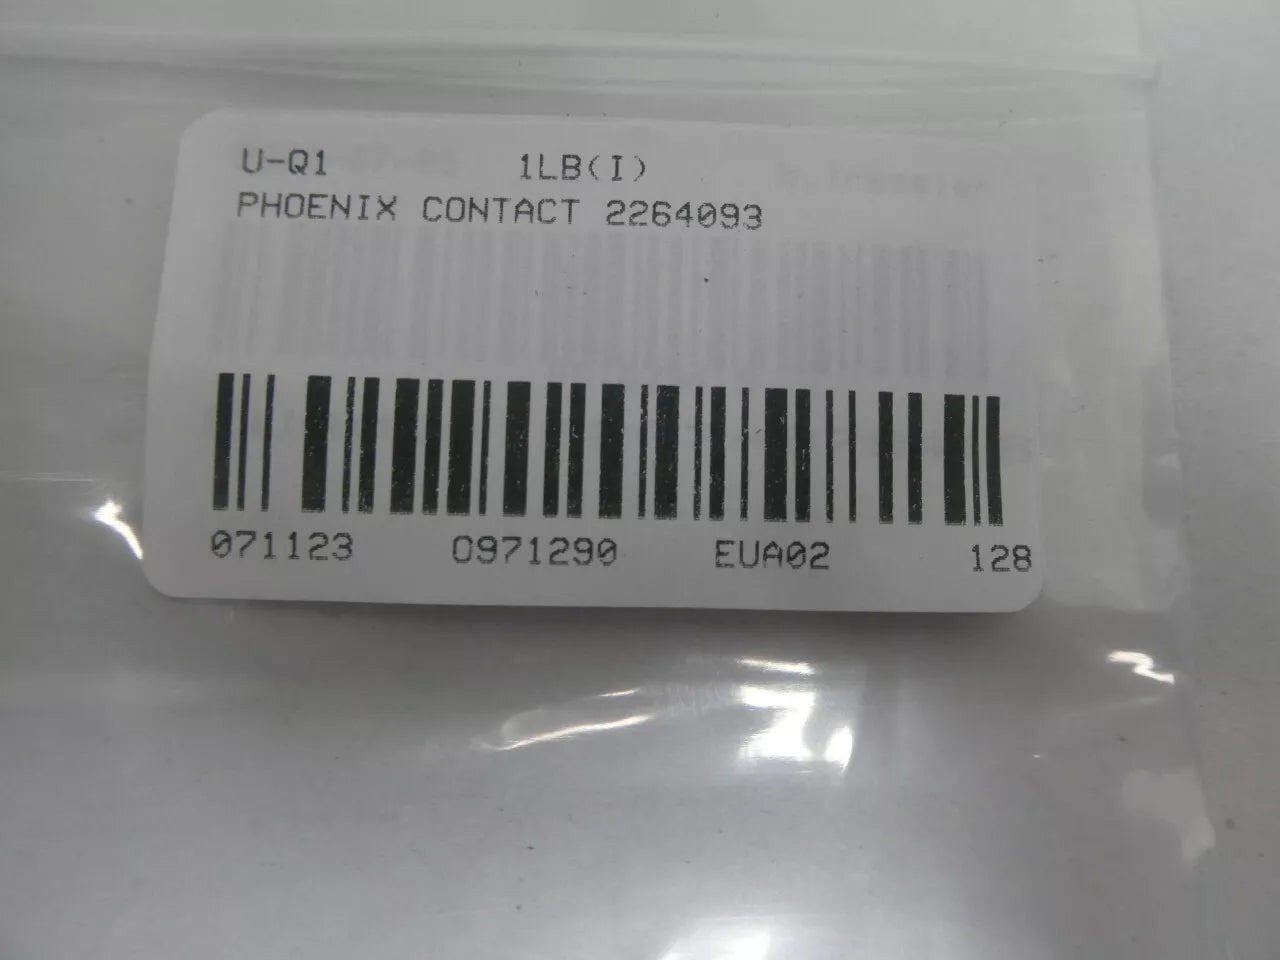 U-Q1 1LB(I)
PHOENIX CONTACT 2264093
071123 0971290 EUA02 128